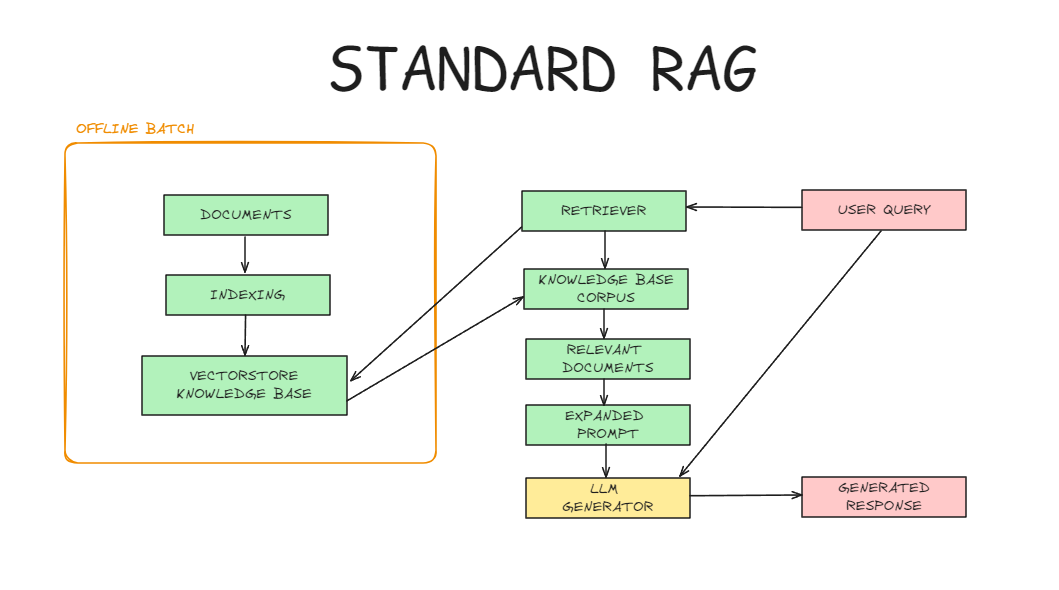 STANDARD RAG
OFFLINE BATCH
DOCUMENTS
INDEXING
VECTORSTORE
KNOWLEDGE BASE
RETRIEVER
KNOWLEDGE BASE
CORPUS
RELEVANT
DOCUMENTS
EXPANDED
PROMPT
LLM
GENERATOR
USER QUERY
GENERATED
RESPONSE